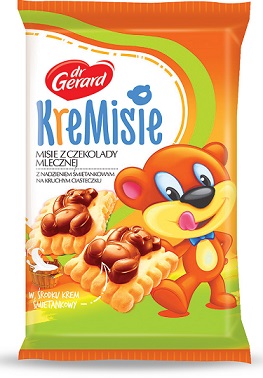 dr
Gerard
KReMisie
MISIE Z CZEKOLADY
MLECZNEJ
Z NADZIENIEM ŚMIETANKOWYM
NA KRUCHYM CIASTECZKU
W ŚRODKU KREM
ŚMIETANKOWY